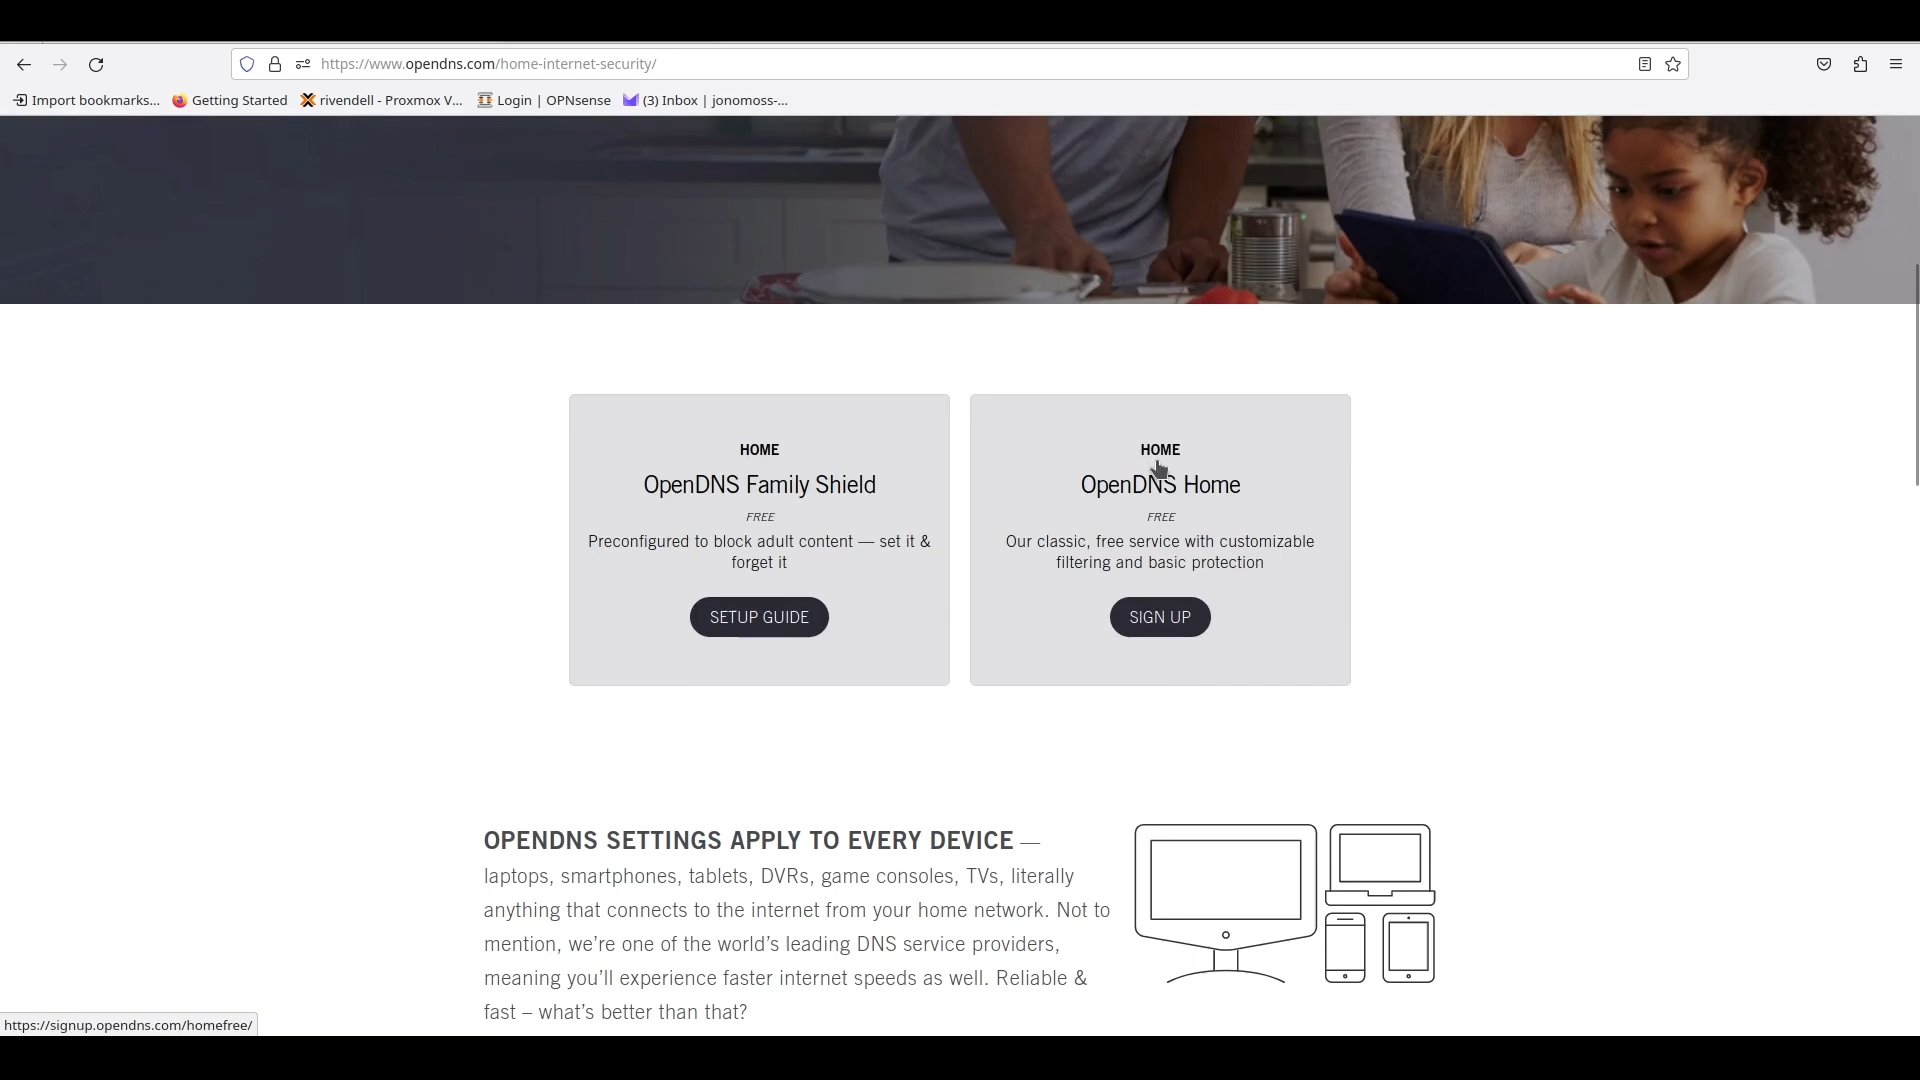 https://www.opendns.com/home-internet-security/
Import bookmarks...
Getting Started
rivendell - Proxmox V...
Login | OPNsense
(3) Inbox | jonomoss-...
HOME
OpenDNS Family Shield
FREE
Preconfigured to block adult content — set it &
forget it
SETUP GUIDE
HOME
OpenDNS Home
FREE
Our classic, free service with customizable
filtering and basic protection
SIGN UP
OPENDNS SETTINGS APPLY TO EVERY DEVICE —
laptops, smartphones, tablets, DVRs, game consoles, TVs, literally
anything that connects to the internet from your home network. Not to
mention, we’re one of the world’s leading DNS service providers,
meaning you’ll experience faster internet speeds as well. Reliable &
fast – what’s better than that?
https://signup.opendns.com/homefree/